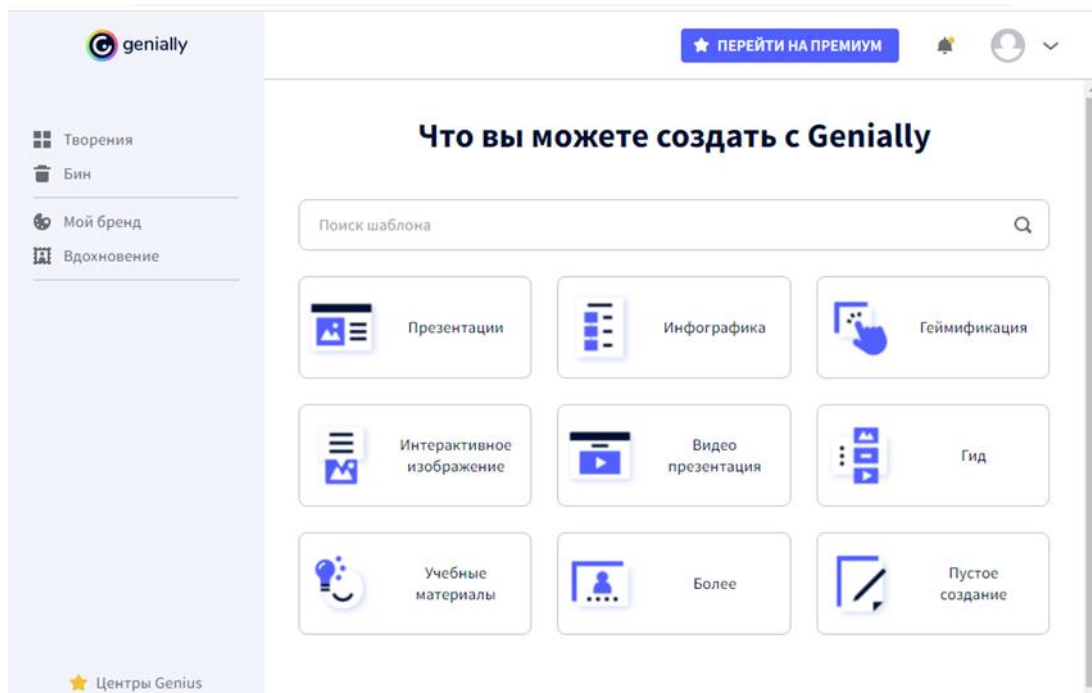 genially
ПЕРЕЙТИ НА ПРЕМИУМ
Творения
Бин
Мой бренд
Вдохновение
Центры Genius
Что вы можете создать с Genially
Поиск шаблона
Презентации
Инфографика
Геймификация
Интерактивное
изображение
Видео
презентация
Гид
Учебные
материалы
Более
Пустое
создание